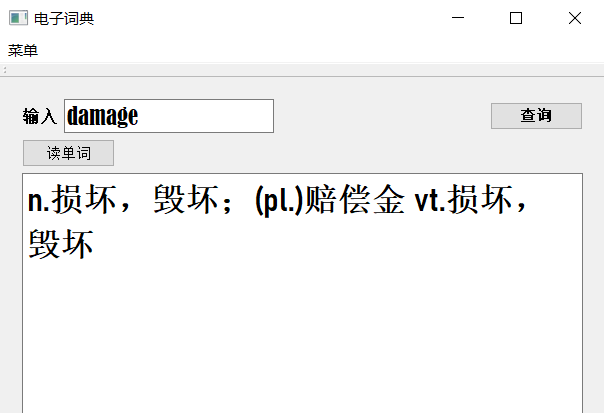 电子词典
菜单
输入 damage 查询
读单词
n.损坏，毁坏；(pl.)赔偿金 vt.损坏，
毁坏